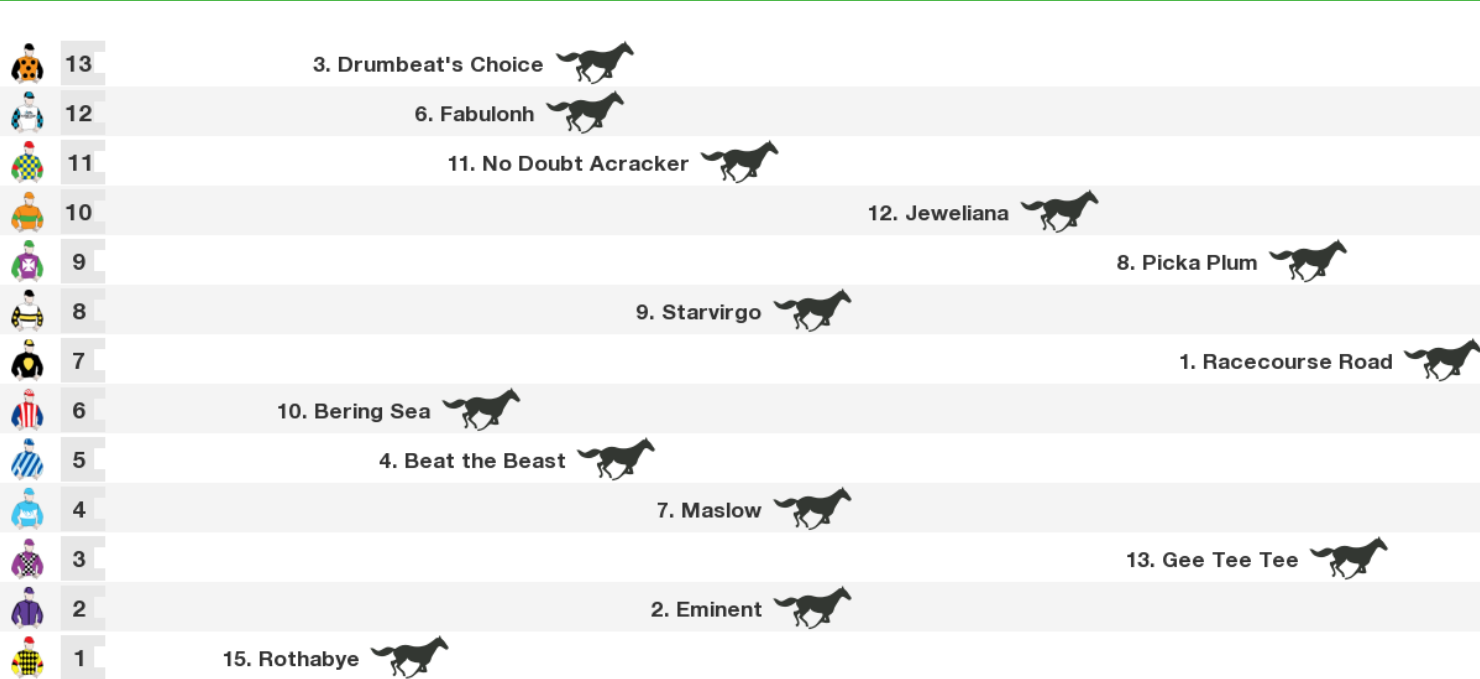 13 3. Drumbeat's Choice
12 6. Fabulonh
11 11. No Doubt Acracker
10 12. Jeweliana
9 8. Picka Plum
8 9. Starvirgo
7 1. Racecourse Road
6 10. Bering Sea
5 4. Beat the Beast
4 7. Maslow
3 13. Gee Tee Tee
2 2. Eminent
1 15. Rothabye